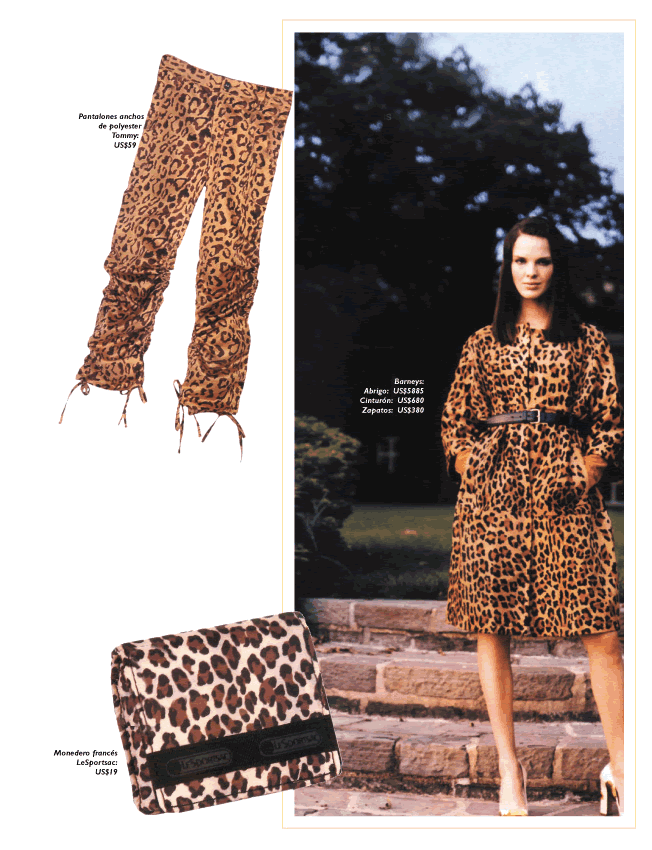 Pantalones anchos
de polyester
Tommy:
US$59
Barneys:
Abrigo: US$5885
Cinturón: US$680
Zapatos: US$380
LeSportsac
LeSportsac
Monedero francés
LeSportsac:
US$19